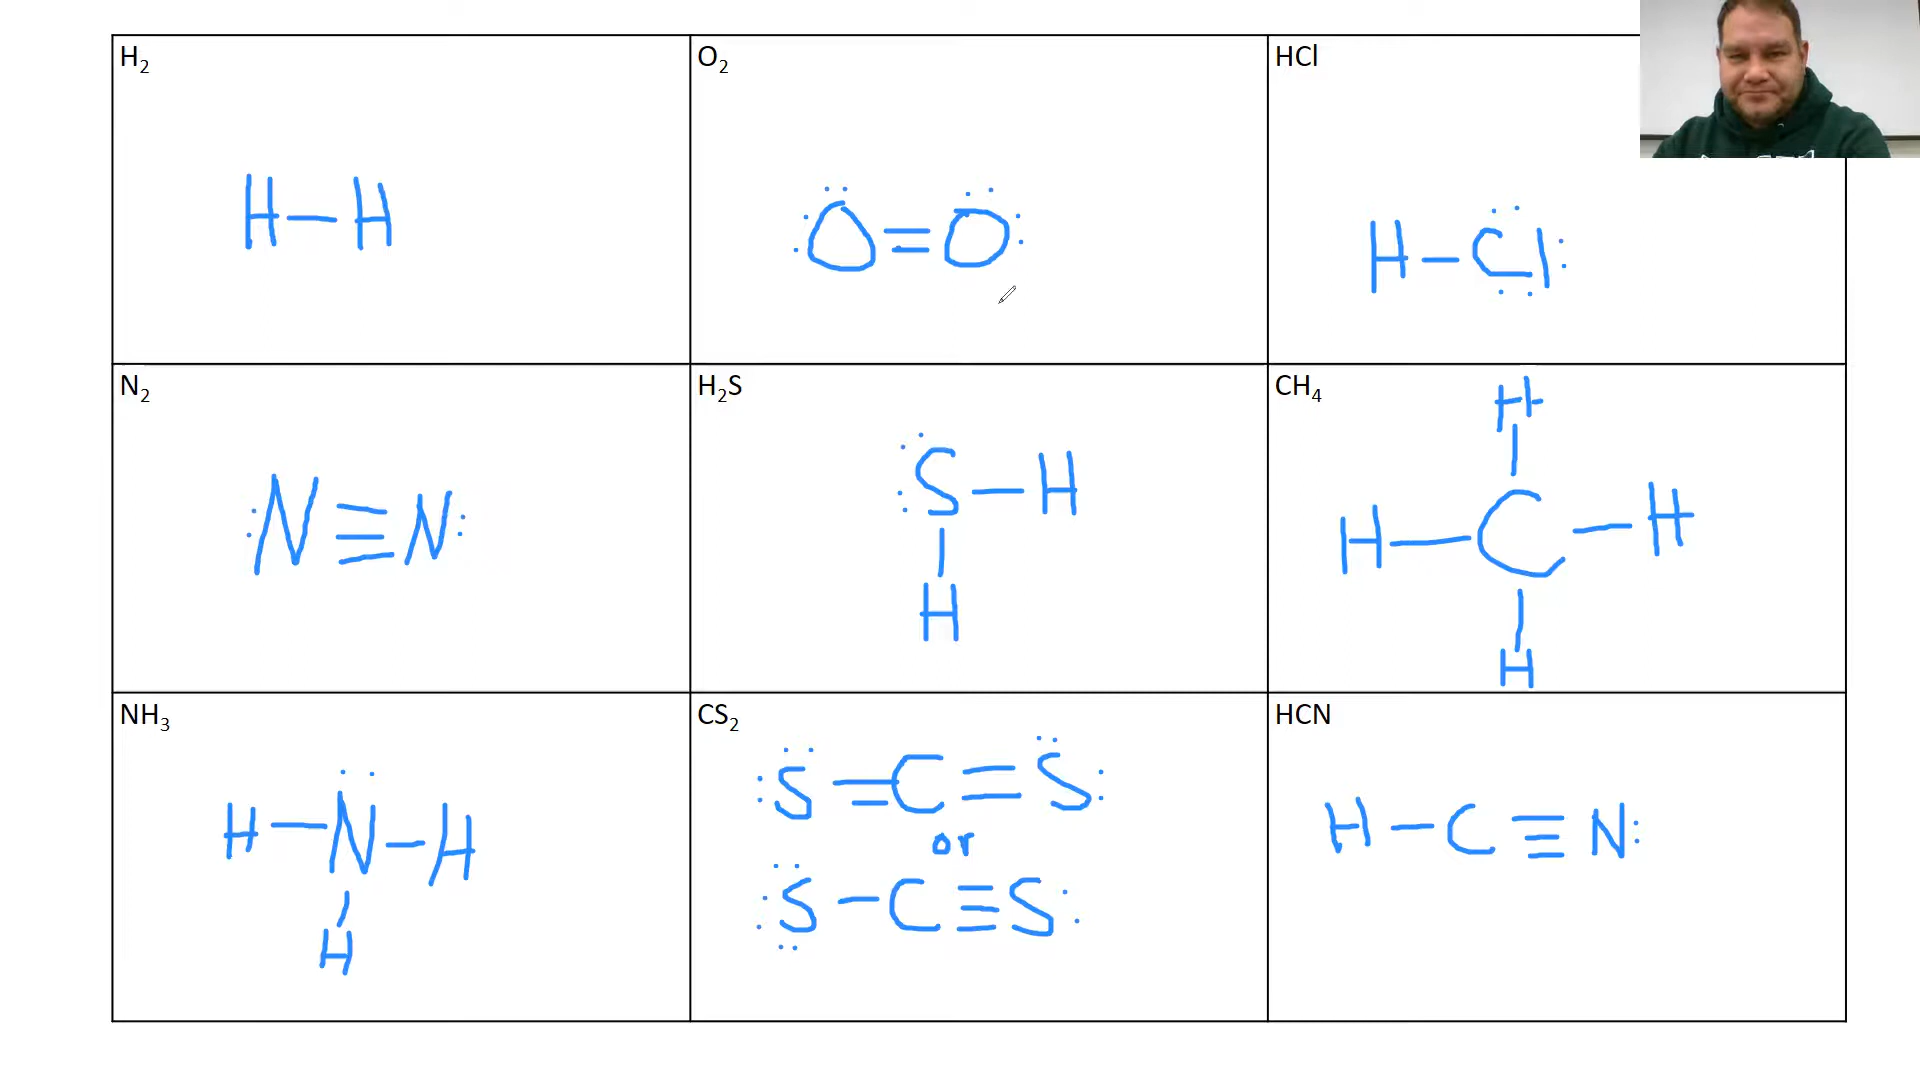 H₂
H–H
O₂
O=O
HCl
H–Cl
N₂
N≡N
H₂S
S–H
H
CH₄
H
H–C–H
H
NH₃
H–N–H
H
CS₂
S=C=S
or
S–C≡S
HCN
H–C≡N